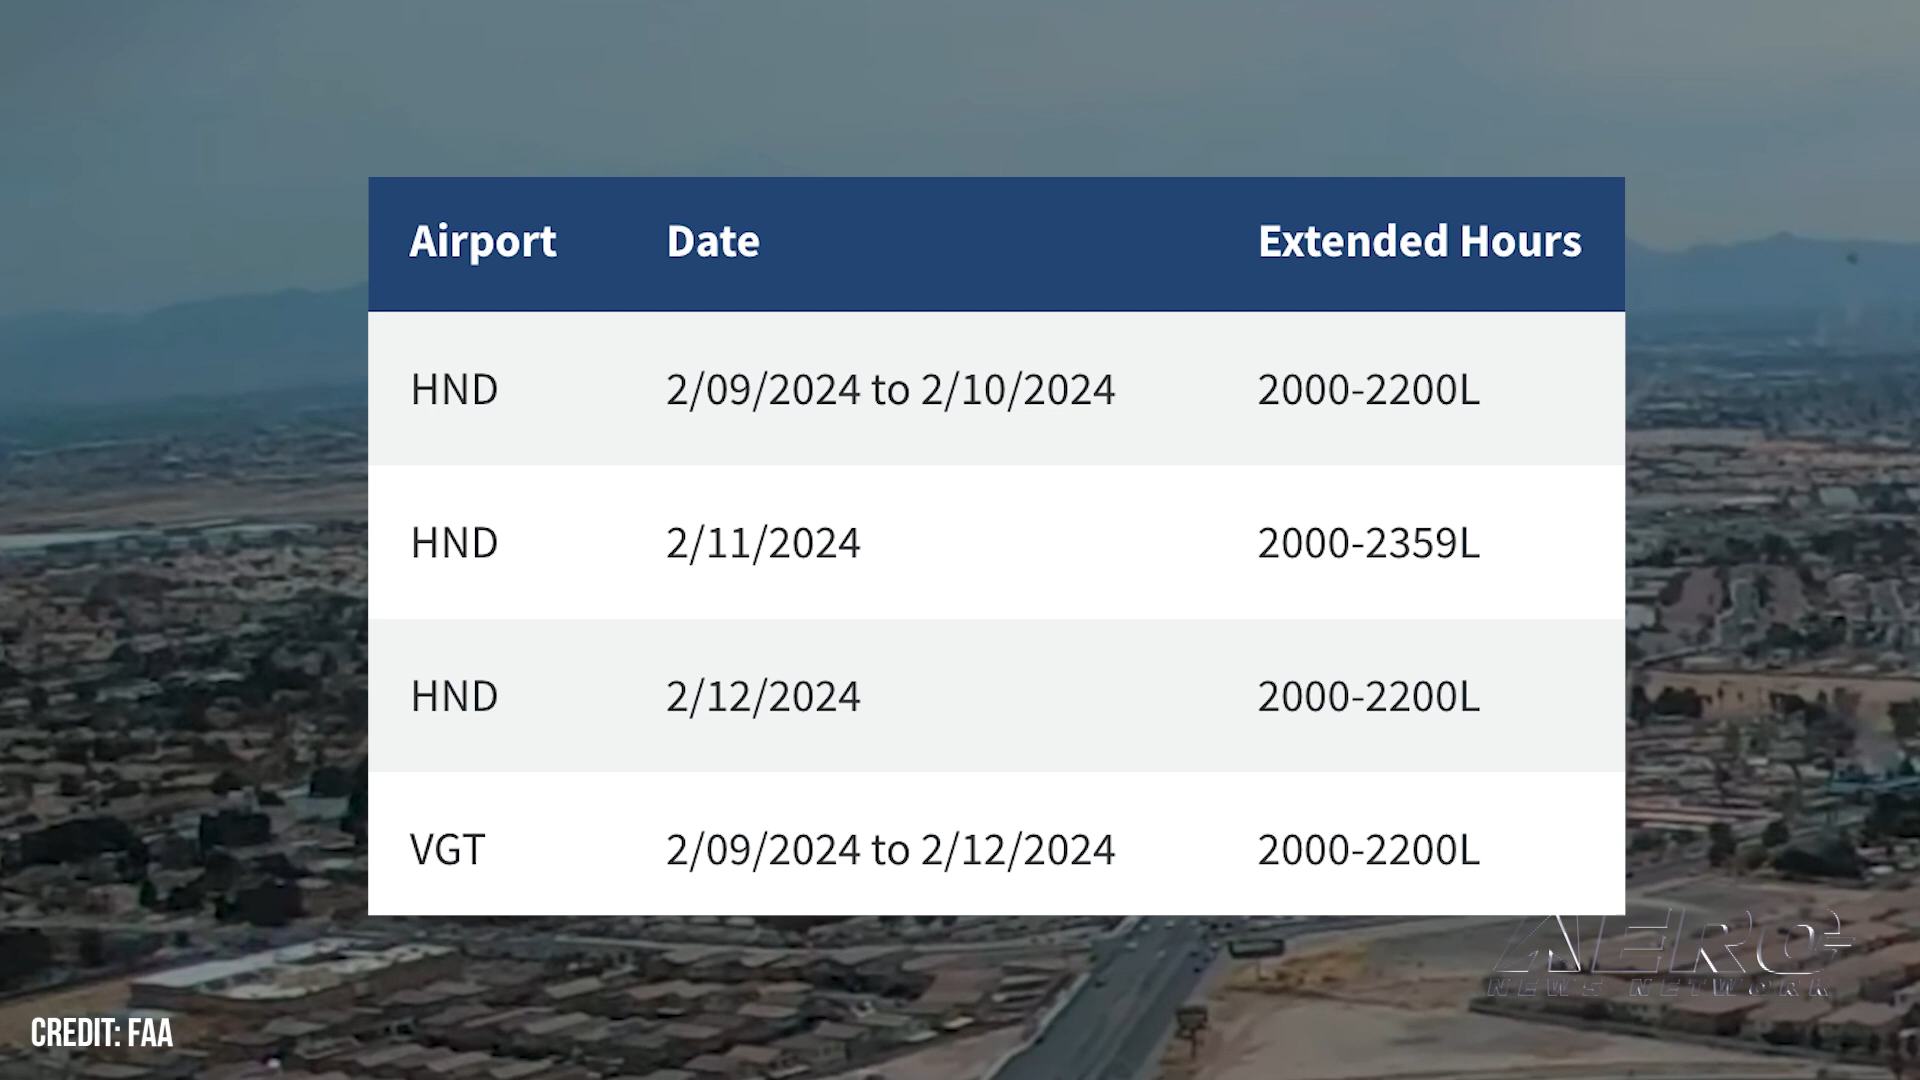 Airport Date Extended Hours
HND 2/09/2024 to 2/10/2024 2000-2200L
HND 2/11/2024 2000-2359L
HND 2/12/2024 2000-2200L
VGT 2/09/2024 to 2/12/2024 2000-2200L
AERO
NEWS NETWORK
CREDIT: FAA